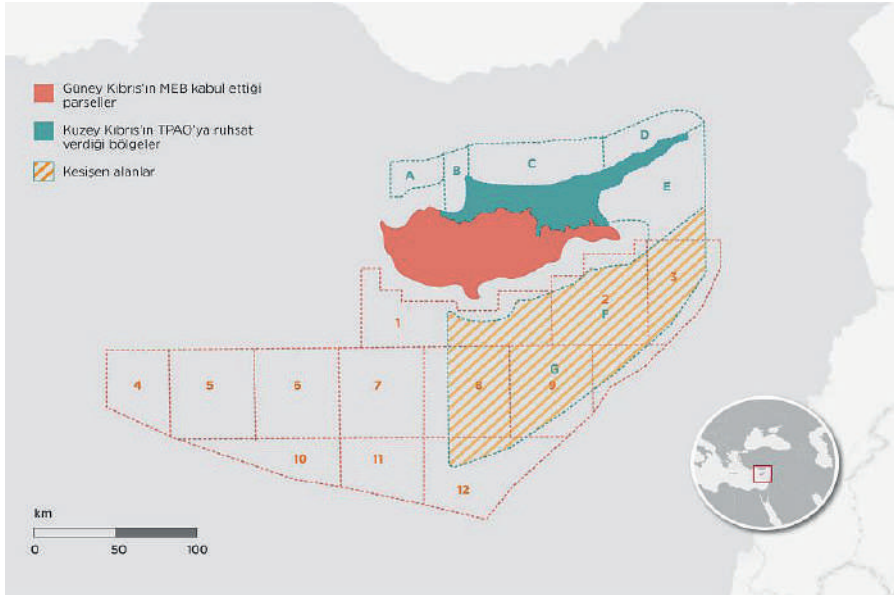 Güney Kıbrıs'ın MEB kabul ettiği
parseller
Kuzey Kıbrıs'ın TPAO'ya ruhsat
verdiği bölgeler
Kesişen alanlar
A
B
C
D
E
1
2
3
F
4
5
6
7
8
G
9
10
11
12
km
0
50
100